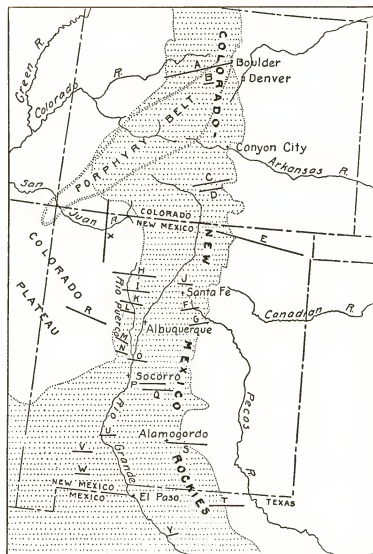 Green R.
Colorado R.
A
B
Boulder
Denver
COLORADO-
PORPHYRY BELT
Canyon City
Arkansas R.
C
D
San Juan R.
COLORADO
NEW MEXICO
X
E
COLORADO PLATEAU
NEW MEXICO ROCKIES
H
I
J
K
L
Rio Puerco
Santa Fé
F
G
Canadian R.
R
Albuquerque
M
N
O
Socorro
P
Q
Pecos R.
Rio Grande
U
Alamogordo
S
V
W
NEW MEXICO
MEXICO
El Paso
T
TEXAS
Y